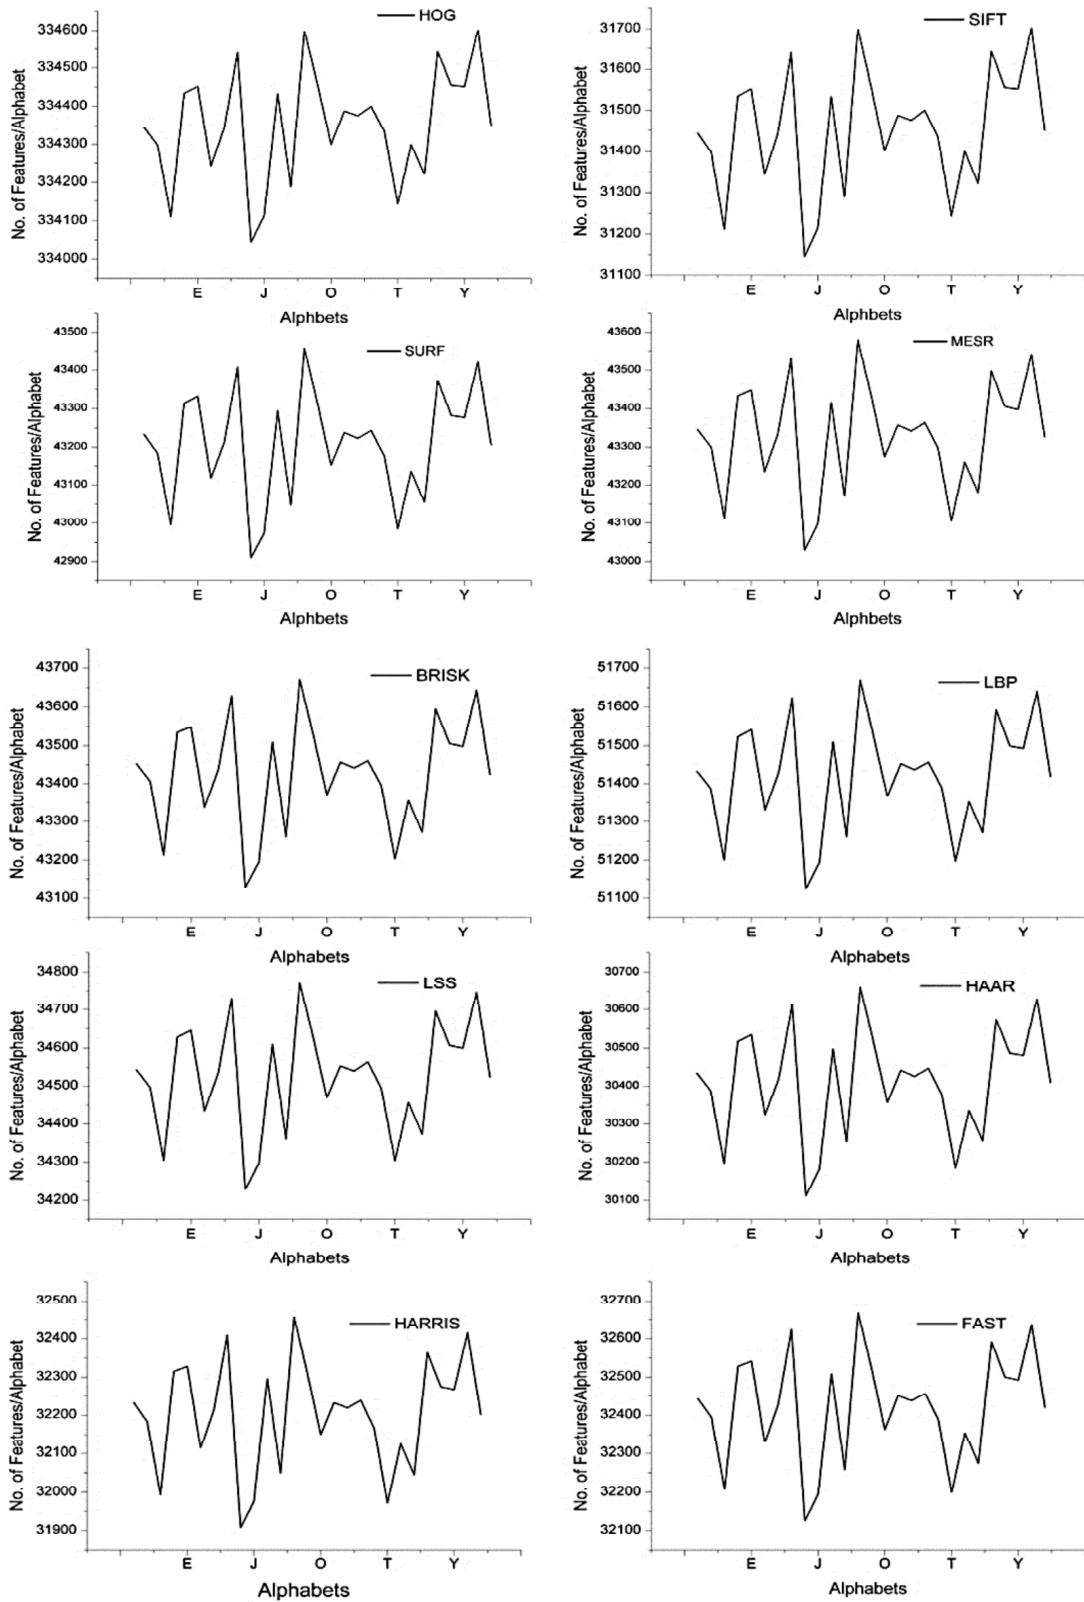 HOG
No. of Features/Alphabet
334600
334500
334400
334300
334200
334100
334000
E J O T Y
Alphbets
SIFT
No. of Features/Alphabet
31700
31600
31500
31400
31300
31200
31100
E J O T Y
Alphabets
SURF
No. of Features/Alphabet
43500
43400
43300
43200
43100
43000
42900
E J O T Y
Alphbets
MESR
No. of Features/Alphabet
43600
43500
43400
43300
43200
43100
43000
E J O T Y
Alphbets
BRISK
No. of Features/Alphabet
43700
43600
43500
43400
43300
43200
43100
E J O T Y
Alphabets
LBP
No. of Features/Alphabet
51700
51600
51500
51400
51300
51200
51100
E J O T Y
Alphabets
LSS
No. of Features/Alphabet
34800
34700
34600
34500
34400
34300
34200
E J O T Y
Alphabets
HAAR
No. of Features/Alphabet
30700
30600
30500
30400
30300
30200
30100
E J O T Y
Alphabets
HARRIS
No. of Features/Alphabet
32500
32400
32300
32200
32100
32000
31900
E J O T Y
Alphabets
FAST
No. of Features/Alphabet
32700
32600
32500
32400
32300
32200
32100
E J O T Y
Alphabets